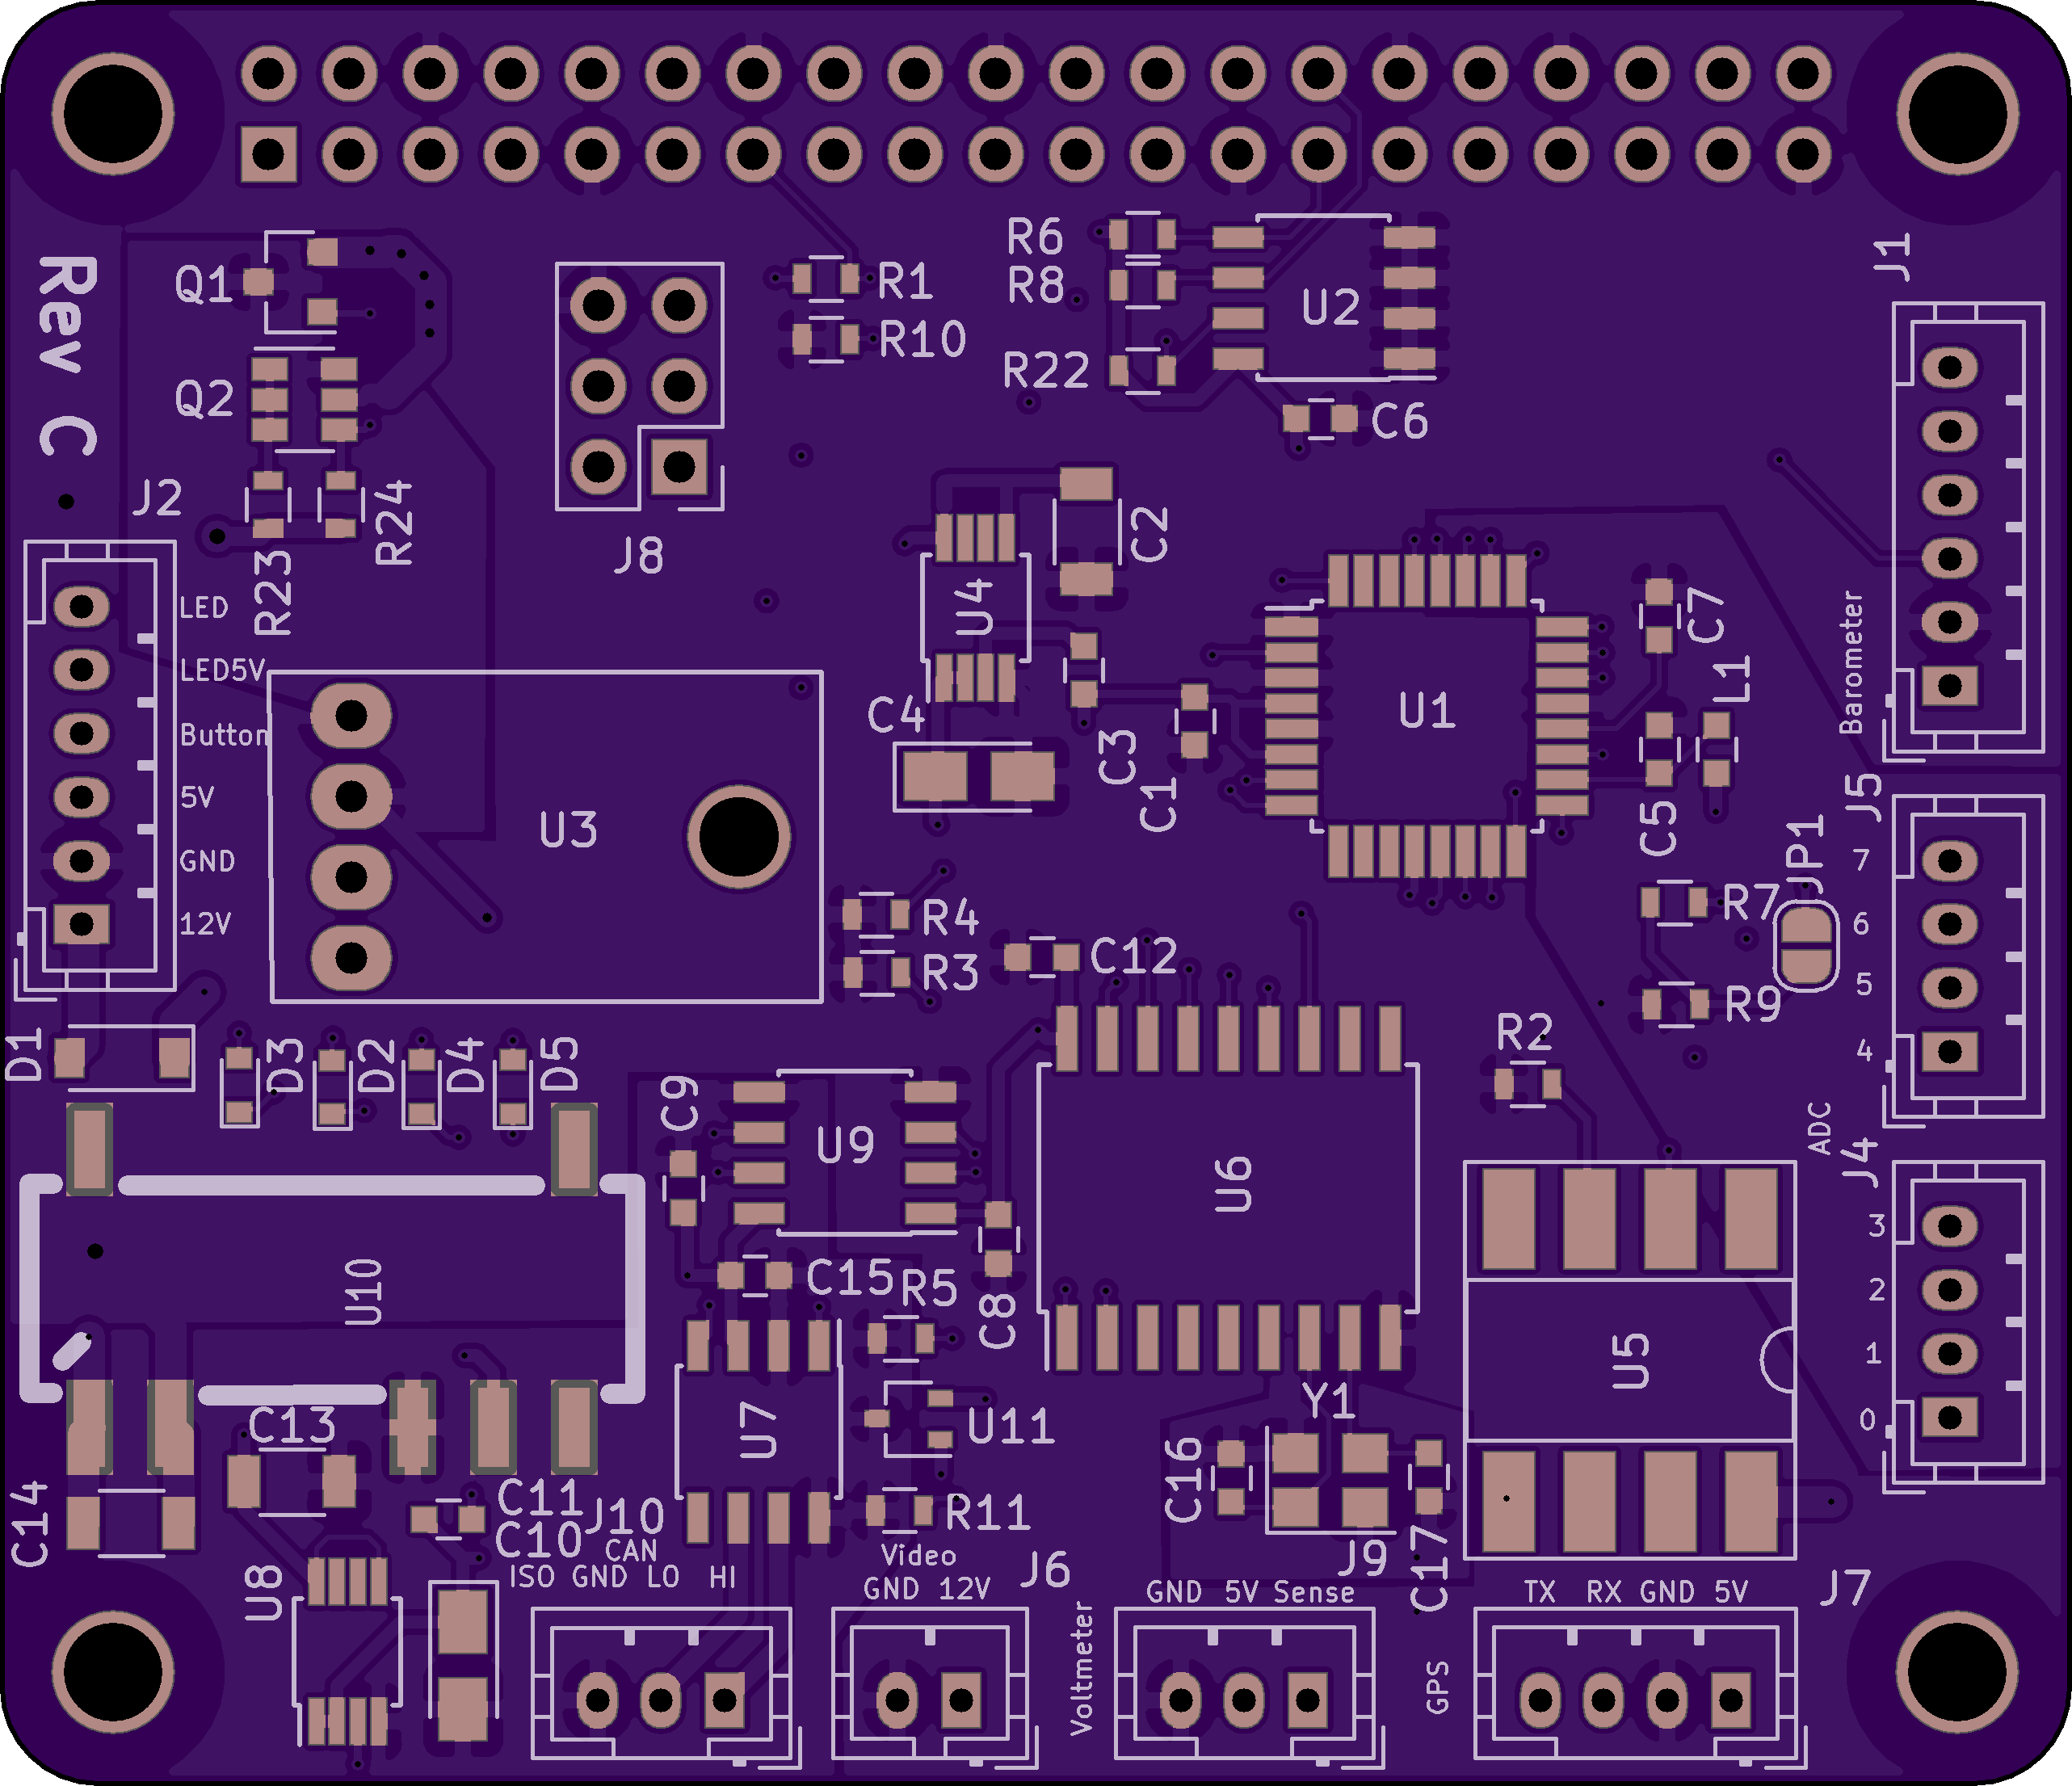 Rev C
Q1
Q2
J2
R23
R24
LED
LED5V
Button
5V
GND
12V
J8
R1
R10
R6
R8
R22
U2
C6
J1
Barometer
C2
U4
C4
C3
C1
U1
C7
L1
C5
J5
JP1
7
6
5
4
R7
R9
R2
U3
R4
R3
C12
D1
D3
D2
D4
D5
C9
U9
U6
ADC
J4
3
2
1
0
U10
C15
R5
C8
U5
U7
U11
Y1
C13
C14
C11
C10
J10
CAN
ISO GND LO HI
R11
C16
C17
J9
U8
Video
GND 12V
J6
Voltmeter
GND 5V Sense
GPS
TX RX GND 5V
J7